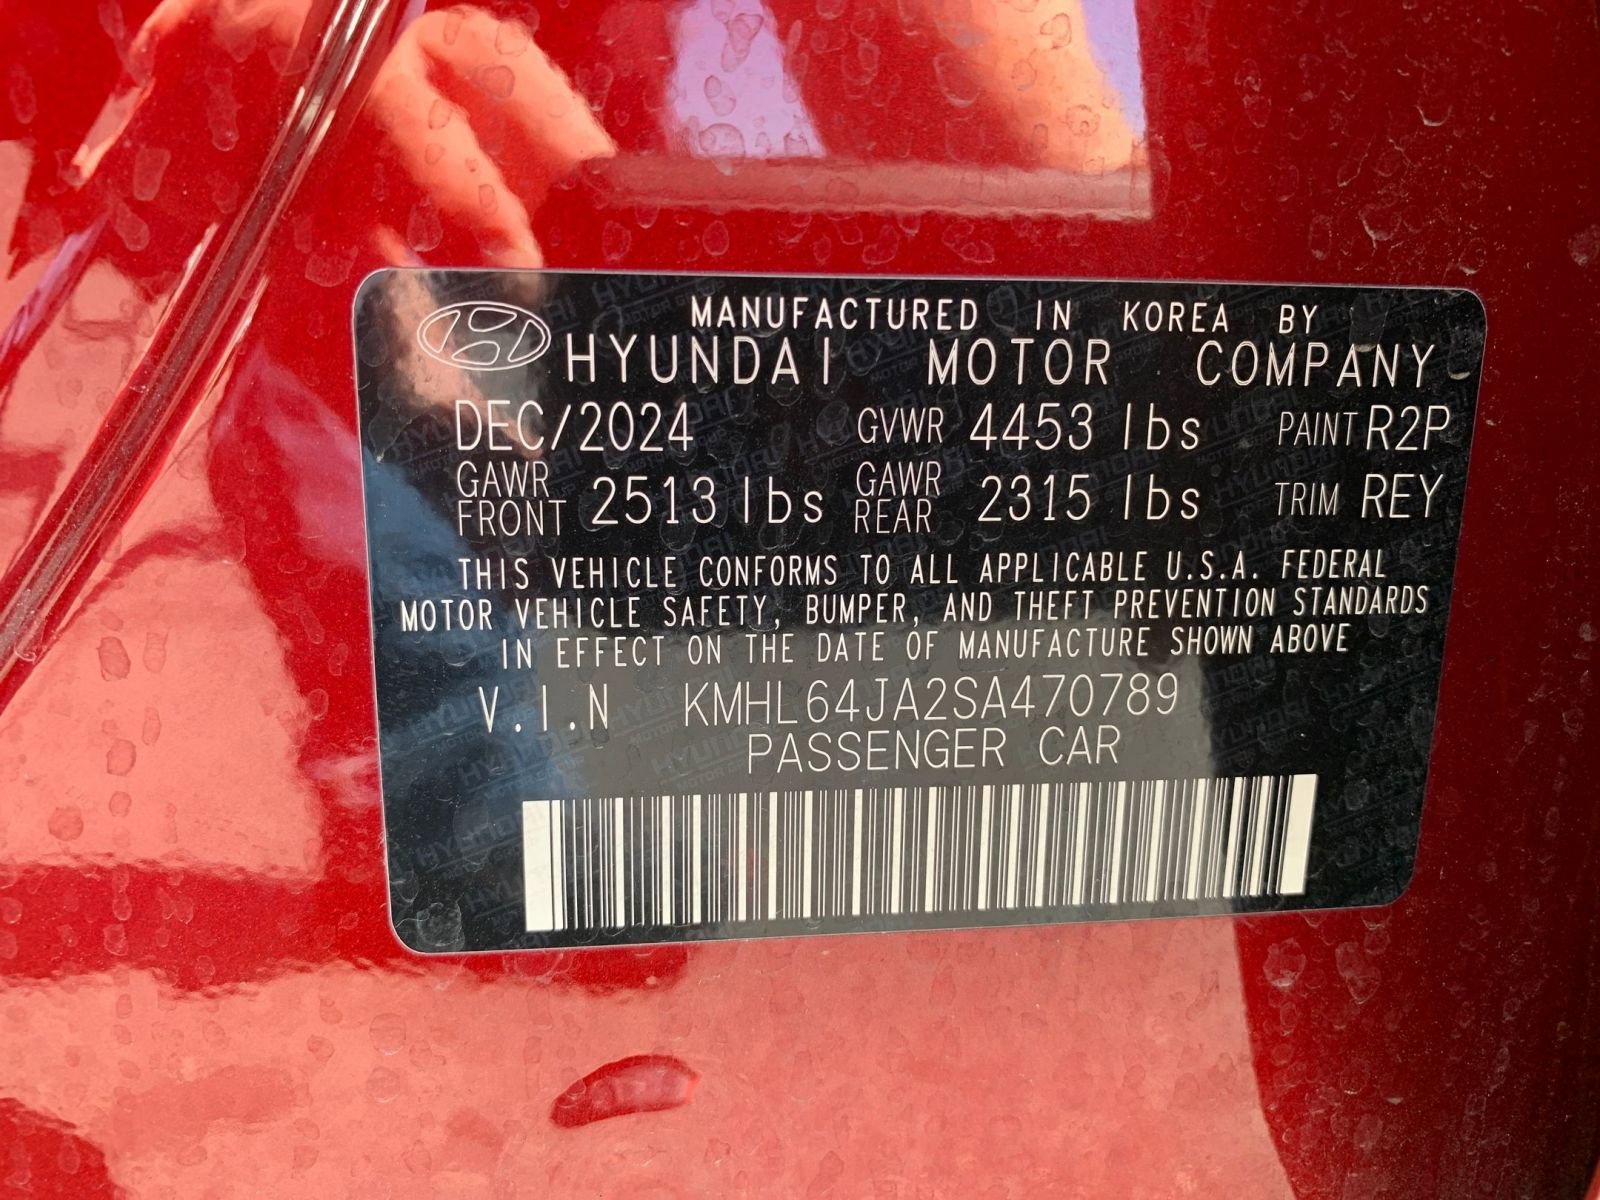 MANUFACTURED IN KOREA BY
HYUNDAI MOTOR COMPANY
DEC/2024 GVWR 4453 lbs PAINT R2P
GAWR FRONT 2513 lbs GAWR REAR 2315 lbs TRIM REY
THIS VEHICLE CONFORMS TO ALL APPLICABLE U.S.A. FEDERAL
MOTOR VEHICLE SAFETY, BUMPER, AND THEFT PREVENTION STANDARDS
IN EFFECT ON THE DATE OF MANUFACTURE SHOWN ABOVE
V.I.N KMHL64JA2SA470789
PASSENGER CAR